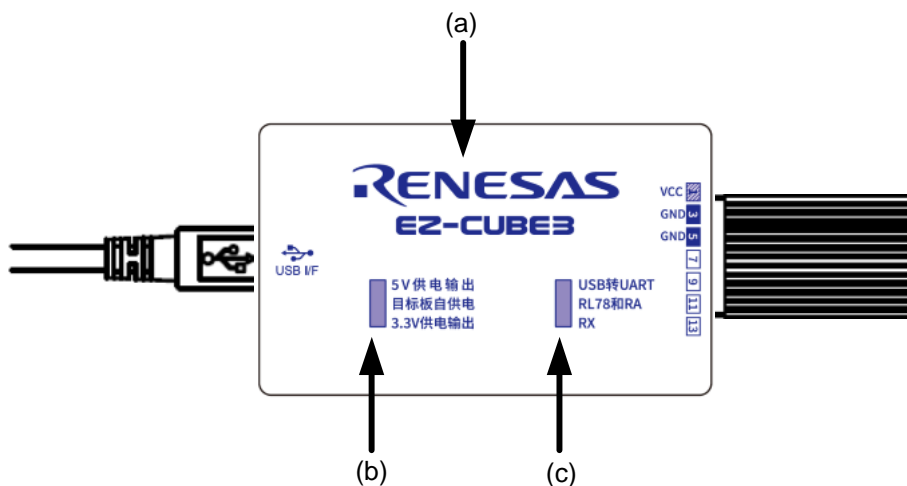 (a)
RENESAS
EZ-CUBE3
USB I/F
5V供电输出
目标板自供电
3.3V供电输出
USB转UART
RL78和RA
RX
VCC 1
GND 3
GND 5
7
9
11
13
(b)
(c)